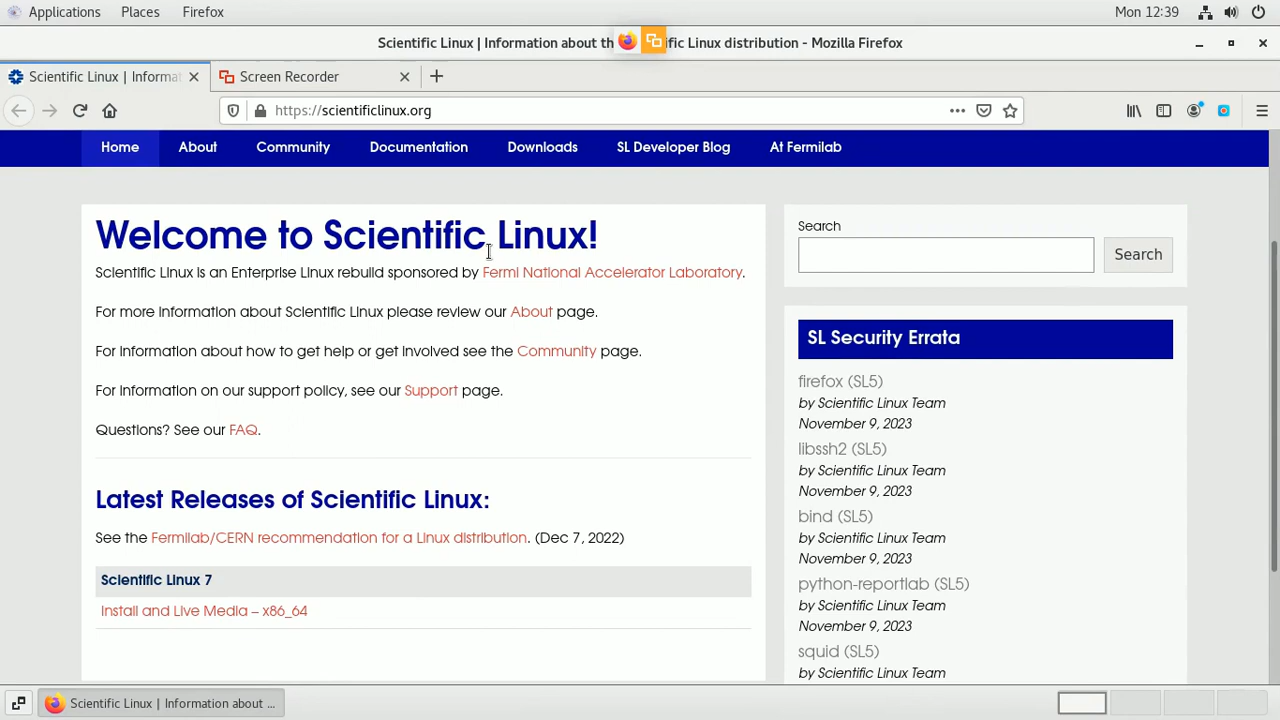 Applications Places Firefox Mon 12:39
Scientific Linux | Information about th ific Linux distribution - Mozilla Firefox
Scientific Linux | Informat Screen Recorder
https://scientificlinux.org
Home About Community Documentation Downloads SL Developer Blog At Fermilab
Welcome to Scientific Linux!
Scientific Linux is an Enterprise Linux rebuild sponsored by Fermi National Accelerator Laboratory.
For more information about Scientific Linux please review our About page.
For information about how to get help or get involved see the Community page.
For information on our support policy, see our Support page.
Questions? See our FAQ.
Latest Releases of Scientific Linux:
See the Fermilab/CERN recommendation for a Linux distribution. (Dec 7, 2022)
Scientific Linux 7
Install and Live Media – x86_64
Search
Search
SL Security Errata
firefox (SL5)
by Scientific Linux Team
November 9, 2023
libssh2 (SL5)
by Scientific Linux Team
November 9, 2023
bind (SL5)
by Scientific Linux Team
November 9, 2023
python-reportlab (SL5)
by Scientific Linux Team
November 9, 2023
squid (SL5)
by Scientific Linux Team
Scientific Linux | Information about ...